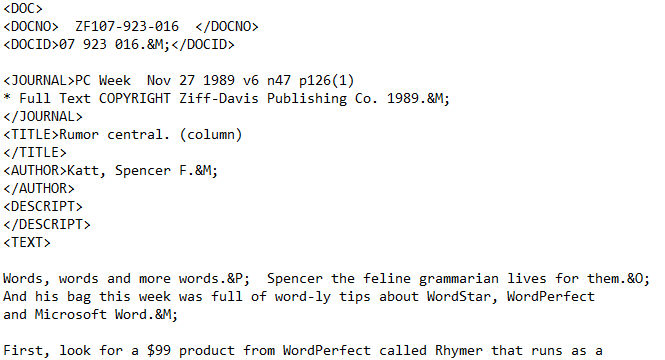 <DOC>
<DOCNO>  ZF107-923-016  </DOCNO>
<DOCID>07 923 016.&M;</DOCID>
<JOURNAL>PC Week  Nov 27 1989 v6 n47 p126(1)
* Full Text COPYRIGHT Ziff-Davis Publishing Co. 1989.&M;
</JOURNAL>
<TITLE>Rumor central. (column)
</TITLE>
<AUTHOR>Katt, Spencer F.&M;
</AUTHOR>
<DESCRIPT>
</DESCRIPT>
<TEXT>
Words, words and more words.&P;  Spencer the feline grammarian lives for them.&O;
And his bag this week was full of word-ly tips about WordStar, WordPerfect
and Microsoft Word.&M;
First, look for a $99 product from WordPerfect called Rhymer that runs as a